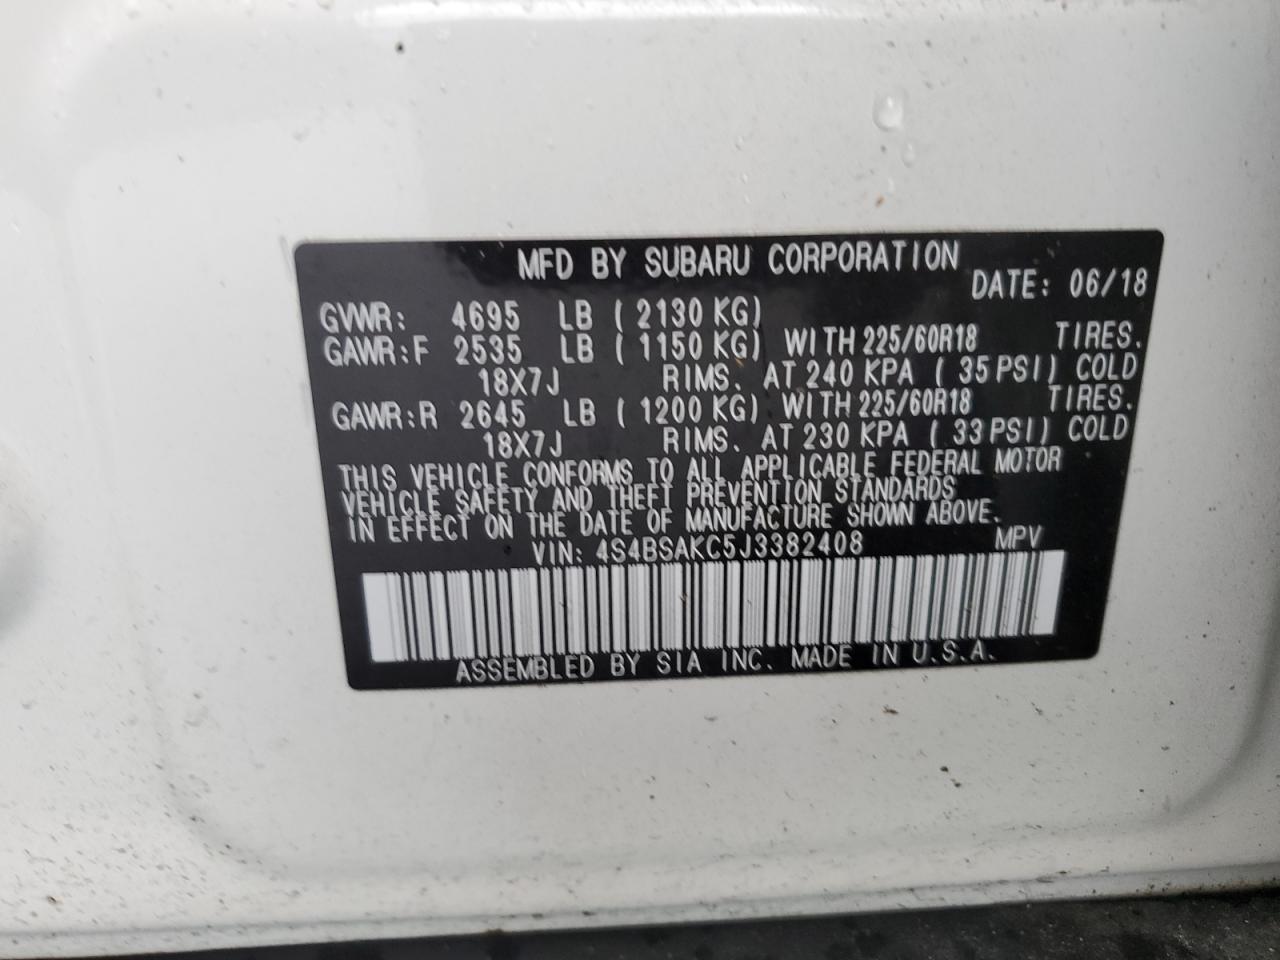 MFD BY SUBARU CORPORATION
DATE: 06/18
GVWR: 4695 LB ( 2130 KG)
GAWR:F 2535 LB ( 1150 KG) WITH 225/60R18 TIRES.
18X7J RIMS. AT 240 KPA ( 35 PSI) COLD
GAWR:R 2645 LB ( 1200 KG) WITH 225/60R18 TIRES.
18X7J RIMS. AT 230 KPA ( 33 PSI) COLD
THIS VEHICLE CONFORMS TO ALL APPLICABLE FEDERAL MOTOR
VEHICLE SAFETY AND THEFT PREVENTION STANDARDS
IN EFFECT ON THE DATE OF MANUFACTURE SHOWN ABOVE.
VIN: 4S4BSAKC5J3382408 MPV
ASSEMBLED BY SIA INC. MADE IN U.S.A.